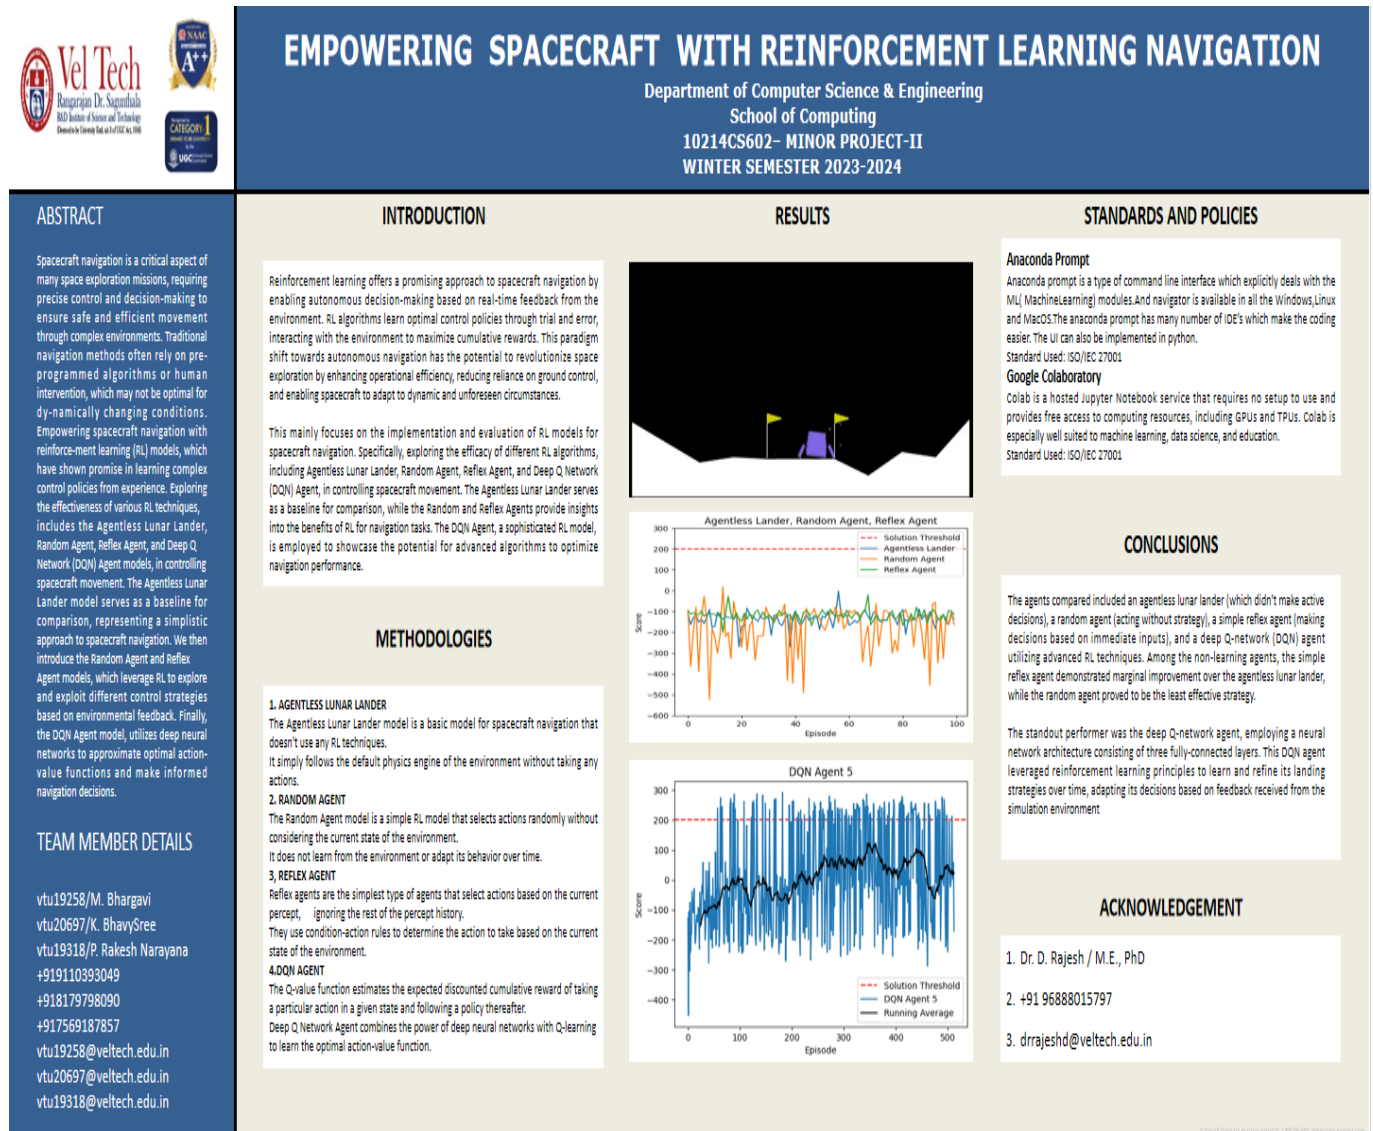 Vel Tech
Rangarajan Dr. Sagunthala
R&D Institute of Science and Technology
(Deemed to be University Estd. u/s 3 of UGC Act, 1956)
NAAC
A++
CATEGORY-1
UGC
EMPOWERING SPACECRAFT WITH REINFORCEMENT LEARNING NAVIGATION
Department of Computer Science & Engineering
School of Computing
10214CS602– MINOR PROJECT-II
WINTER SEMESTER 2023-2024
ABSTRACT
Spacecraft navigation is a critical aspect of
many space exploration missions, requiring
precise control and decision-making to
ensure safe and efficient movement
through complex environments. Traditional
navigation methods often rely on pre-
programmed algorithms or human
intervention, which may not be optimal for
dy-namically changing conditions.
Empowering spacecraft navigation with
reinforce-ment learning (RL) models, which
have shown promise in learning complex
control policies from experience. Exploring
the effectiveness of various RL techniques,
includes the Agentless Lunar Lander,
Random Agent, Reflex Agent, and Deep Q
Network (DQN) Agent models, in controlling
spacecraft movement. The Agentless Lunar
Lander model serves as a baseline for
comparison, representing a simplistic
approach to spacecraft navigation. We then
introduce the Random Agent and Reflex
Agent models, which leverage RL to explore
and exploit different control strategies
based on environmental feedback. Finally,
the DQN Agent model, utilizes deep neural
networks to approximate optimal action-
value functions and make informed
navigation decisions.
TEAM MEMBER DETAILS
vtu19258/M. Bhargavi
vtu20697/K. BhavySree
vtu19318/P. Rakesh Narayana
+919110393049
+918179798090
+917569187857
vtu19258@veltech.edu.in
vtu20697@veltech.edu.in
vtu19318@veltech.edu.in
INTRODUCTION
Reinforcement learning offers a promising approach to spacecraft navigation by
enabling autonomous decision-making based on real-time feedback from the
environment. RL algorithms learn optimal control policies through trial and error,
interacting with the environment to maximize cumulative rewards. This paradigm
shift towards autonomous navigation has the potential to revolutionize space
exploration by enhancing operational efficiency, reducing reliance on ground control,
and enabling spacecraft to adapt to dynamic and unforeseen circumstances.
This mainly focuses on the implementation and evaluation of RL models for
spacecraft navigation. Specifically, exploring the efficacy of different RL algorithms,
including Agentless Lunar Lander, Random Agent, Reflex Agent, and Deep Q Network
(DQN) Agent, in controlling spacecraft movement. The Agentless Lunar Lander serves
as a baseline for comparison, while the Random and Reflex Agents provide insights
into the benefits of RL for navigation tasks. The DQN Agent, a sophisticated RL model,
is employed to showcase the potential for advanced algorithms to optimize
navigation performance.
METHODOLOGIES
1. AGENTLESS LUNAR LANDER
The Agentless Lunar Lander model is a basic model for spacecraft navigation that
doesn't use any RL techniques.
It simply follows the default physics engine of the environment without taking any
actions.
2. RANDOM AGENT
The Random Agent model is a simple RL model that selects actions randomly without
considering the current state of the environment.
It does not learn from the environment or adapt its behavior over time.
3, REFLEX AGENT
Reflex agents are the simplest type of agents that select actions based on the current
percept, ignoring the rest of the percept history.
They use condition-action rules to determine the action to take based on the current
state of the environment.
4.DQN AGENT
The Q-value function estimates the expected discounted cumulative reward of taking
a particular action in a given state and following a policy thereafter.
Deep Q Network Agent combines the power of deep neural networks with Q-learning
to learn the optimal action-value function.
RESULTS
Agentless Lander, Random Agent, Reflex Agent
300
200
100
0
−100
−200
−300
−400
−500
−600
Score
Solution Threshold
Agentless Lander
Random Agent
Reflex Agent
0 20 40 60 80 100
Episode
DQN Agent 5
300
200
100
0
−100
−200
−300
−400
Score
Solution Threshold
DQN Agent 5
Running Average
0 100 200 300 400 500
Episode
STANDARDS AND POLICIES
Anaconda Prompt
Anaconda prompt is a type of command line interface which explicitly deals with the
ML( MachineLearning) modules.And navigator is available in all the Windows,Linux
and MacOS.The anaconda prompt has many number of IDE's which make the coding
easier. The UI can also be implemented in python.
Standard Used: ISO/IEC 27001
Google Colaboratory
Colab is a hosted Jupyter Notebook service that requires no setup to use and
provides free access to computing resources, including GPUs and TPUs. Colab is
especially well suited to machine learning, data science, and education.
Standard Used: ISO/IEC 27001
CONCLUSIONS
The agents compared included an agentless lunar lander (which didn't make active
decisions), a random agent (acting without strategy), a simple reflex agent (making
decisions based on immediate inputs), and a deep Q-network (DQN) agent
utilizing advanced RL techniques. Among the non-learning agents, the simple
reflex agent demonstrated marginal improvement over the agentless lunar lander,
while the random agent proved to be the least effective strategy.
The standout performer was the deep Q-network agent, employing a neural
network architecture consisting of three fully-connected layers. This DQN agent
leveraged reinforcement learning principles to learn and refine its landing
strategies over time, adapting its decisions based on feedback received from the
simulation environment
ACKNOWLEDGEMENT
1. Dr. D. Rajesh / M.E., PhD
2. +91 96888015797
3. drrajeshd@veltech.edu.in